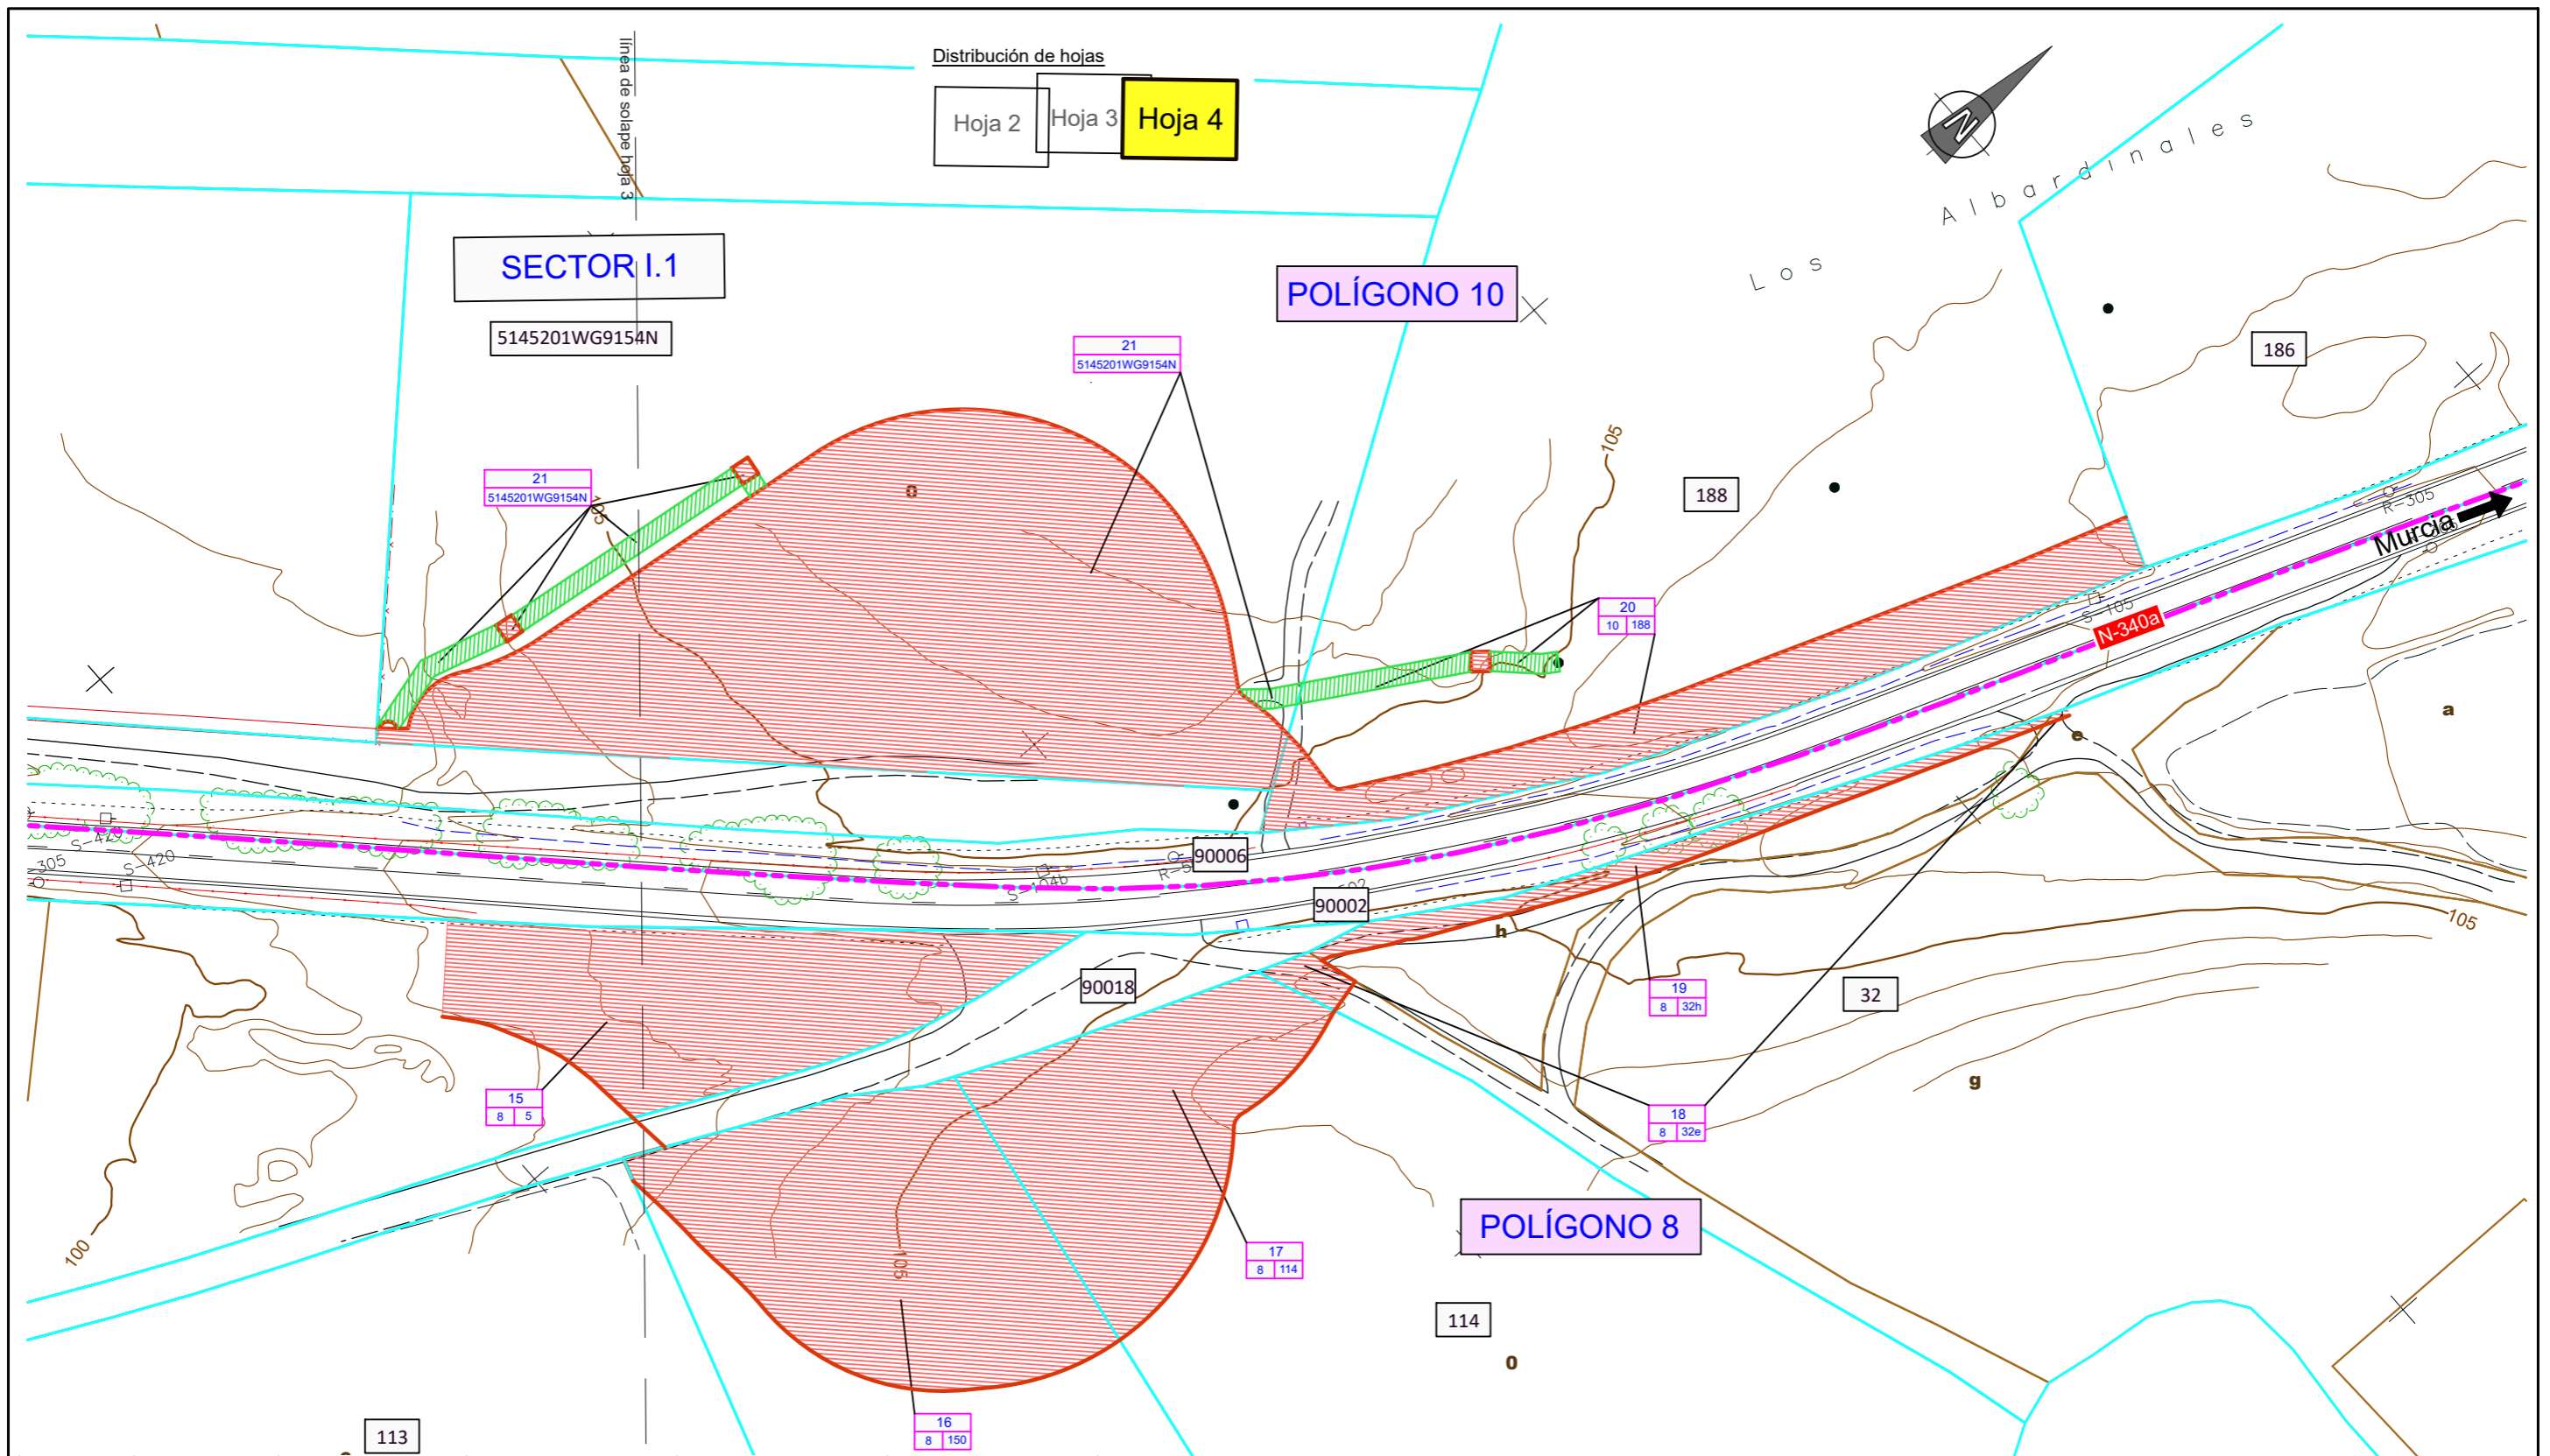 Distribución de hojas
Hoja 2
Hoja 3
Hoja 4
línea de solape hoja 3
N
Los Albardinales
SECTOR I.1
5145201WG9154N
POLÍGONO 10
21
5145201WG9154N
186
105
188
21
5145201WG9154N
105
R-305
Murcia
20
10 188
S-105
N-340a
a
e
o
S-420
305
S-420
90006
S-104b
90002
h
105
90018
19
8 32h
32
g
15
8 5
18
8 32e
POLÍGONO 8
100
105
17
8 114
114
0
16
8 150
113